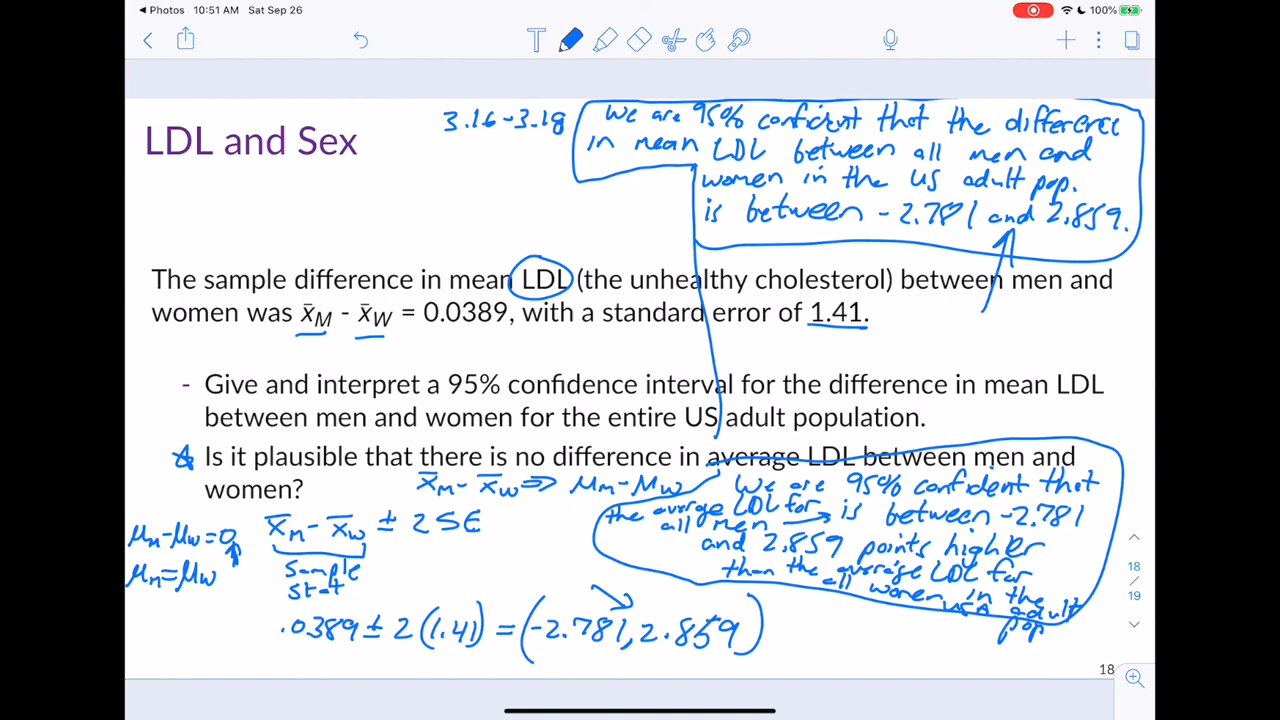 Photos 10:51 AM Sat Sep 26 100%
LDL and Sex
3.16-3.18
We are 95% confident that the difference
in mean LDL between all men and
women in the US adult pop.
is between -2.781 and 2.859.
The sample difference in mean LDL (the unhealthy cholesterol) between men and
women was x̄M - x̄W = 0.0389, with a standard error of 1.41.
- Give and interpret a 95% confidence interval for the difference in mean LDL
between men and women for the entire US adult population.
Is it plausible that there is no difference in average LDL between men and
women?
x̄M - x̄W ⇒ μM - μW
We are 95% confident that
the average LDL for
all men is between -2.781
and 2.859 points higher
than the average LDL for
all women in the
USA adult
pop
μM - μW = 0
μM = μW
x̄M - x̄W ± 2 SE
Sample
stat
.0389 ± 2 (1.41) = (-2.781, 2.859)
18
/
19
18